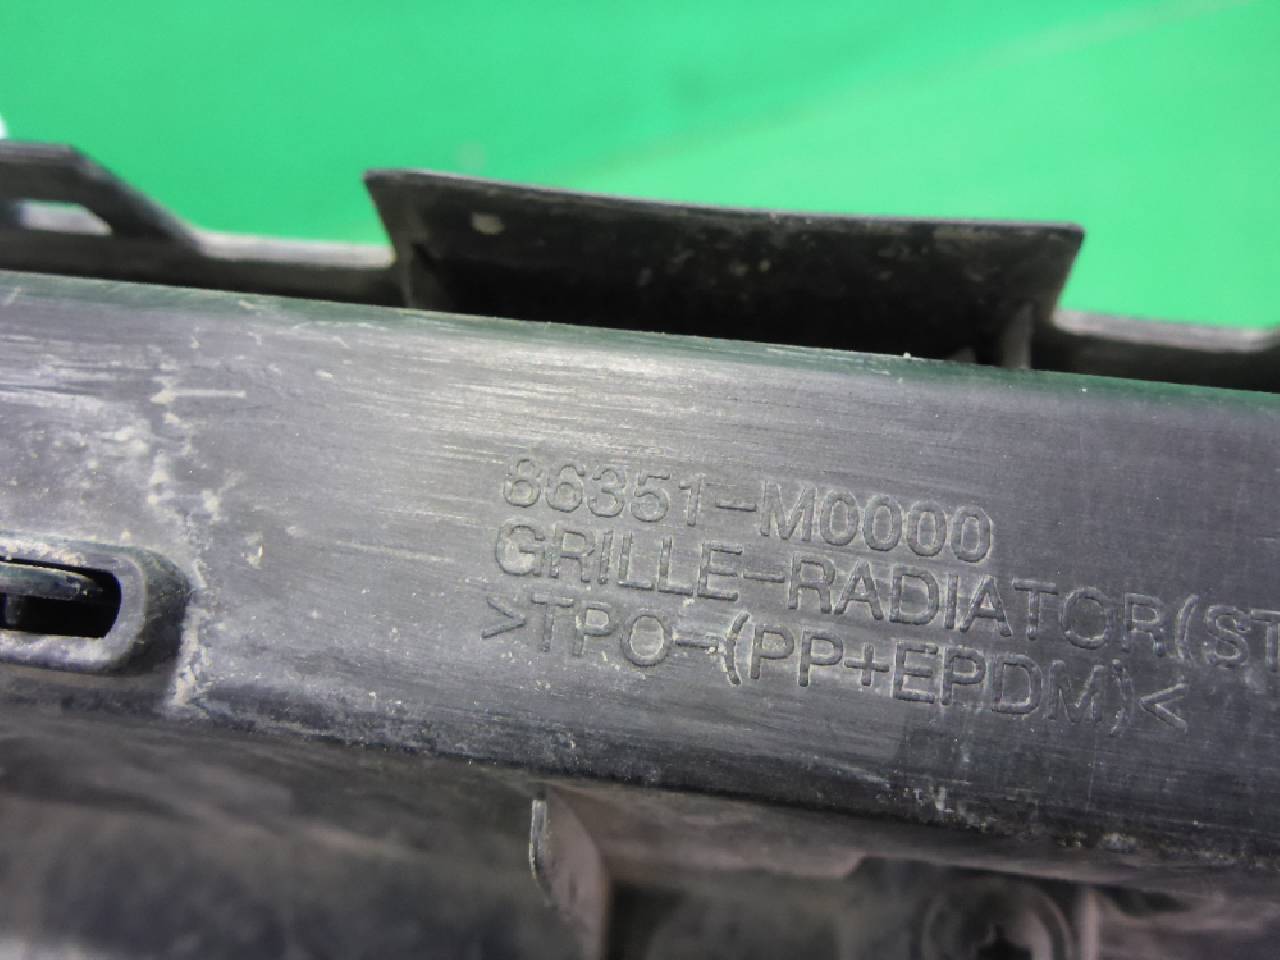 86351-M0000
GRILLE-RADIATOR(ST
>TPO-(PP+EPDM)<